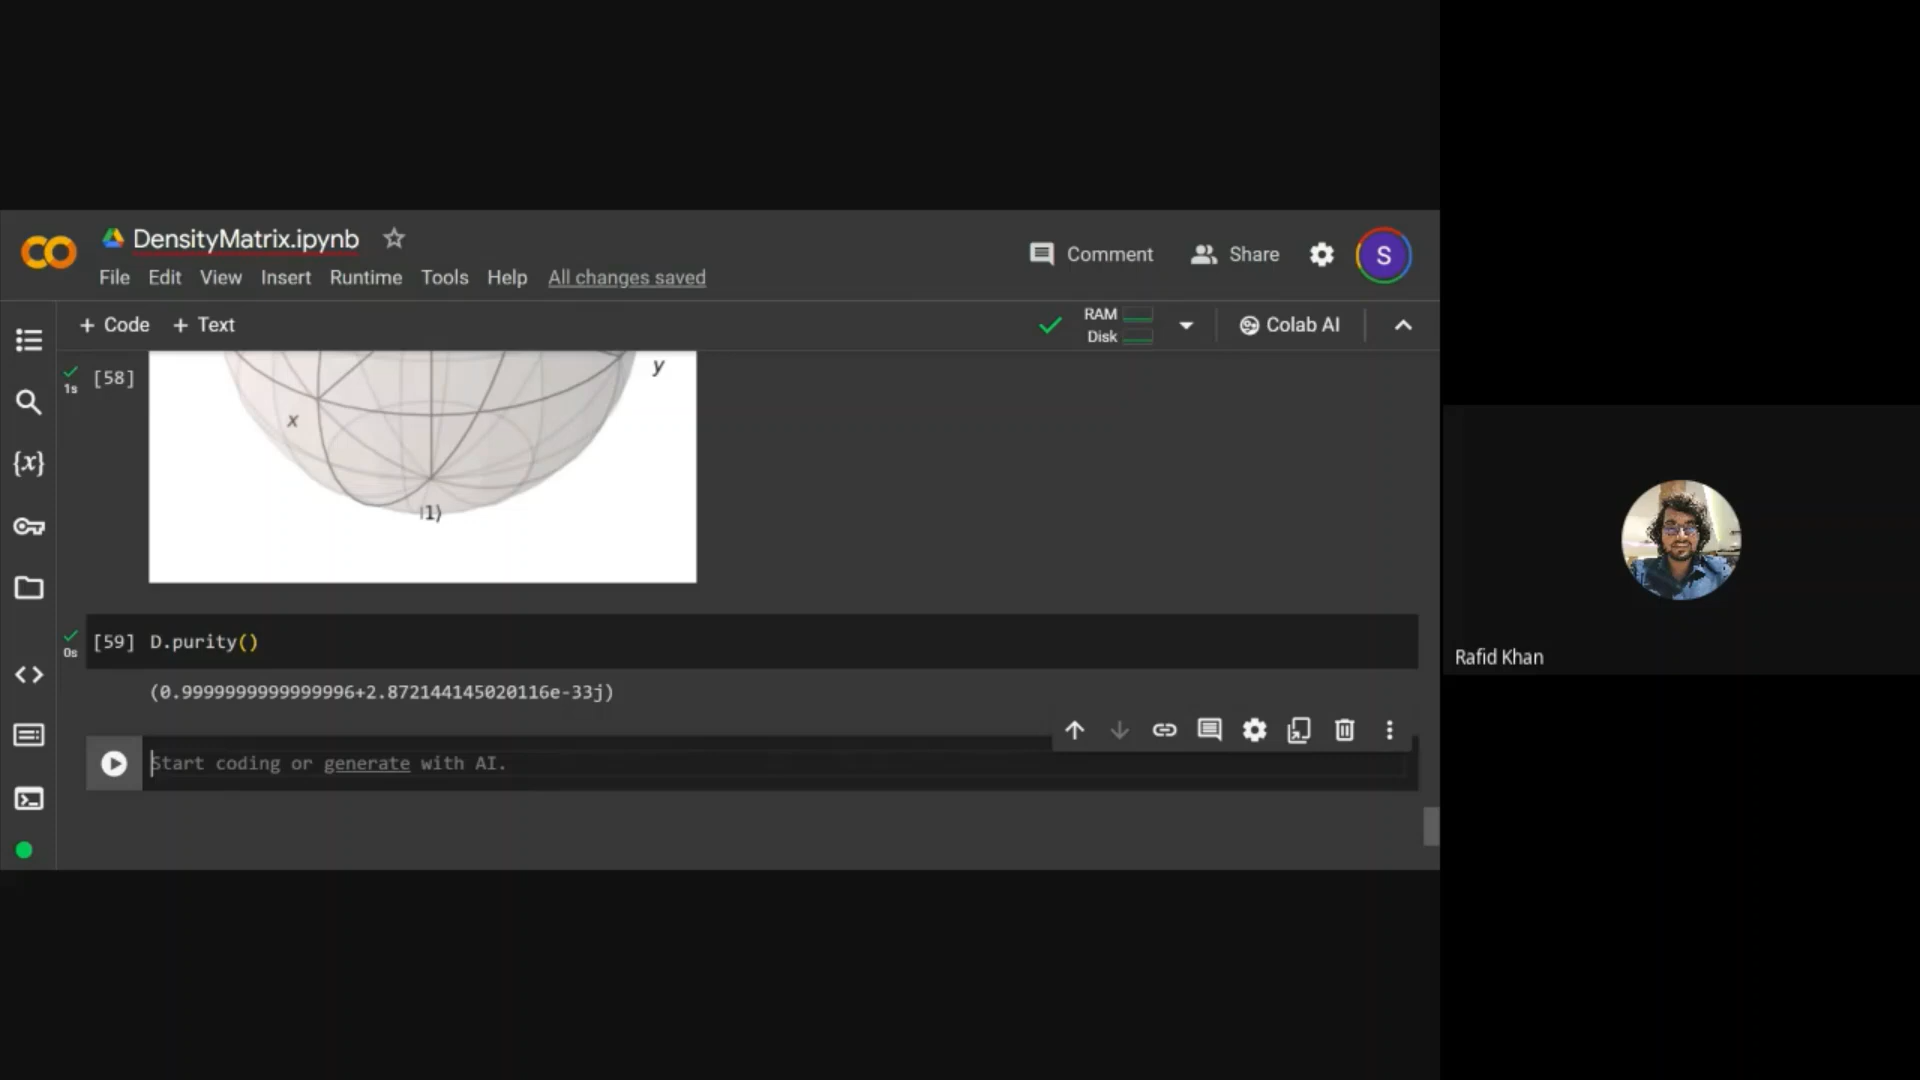 DensityMatrix.ipynb
Comment
Share
S
File Edit View Insert Runtime Tools Help All changes saved
+ Code + Text
RAM
Disk
Colab AI
[58]
1s
y
x
|1⟩
{x}
[59] D.purity()
0s
(0.9999999999999996+2.872144145020116e-33j)
Start coding or generate with AI.
Rafid Khan